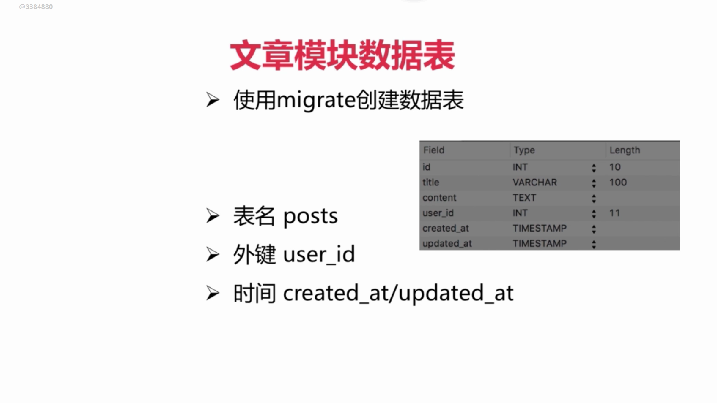 @3384830
文章模块数据表
➢ 使用migrate创建数据表
Field Type Length
id INT 10
title VARCHAR 100
content TEXT
user_id INT 11
created_at TIMESTAMP
updated_at TIMESTAMP
➢ 表名 posts
➢ 外键 user_id
➢ 时间 created_at/updated_at